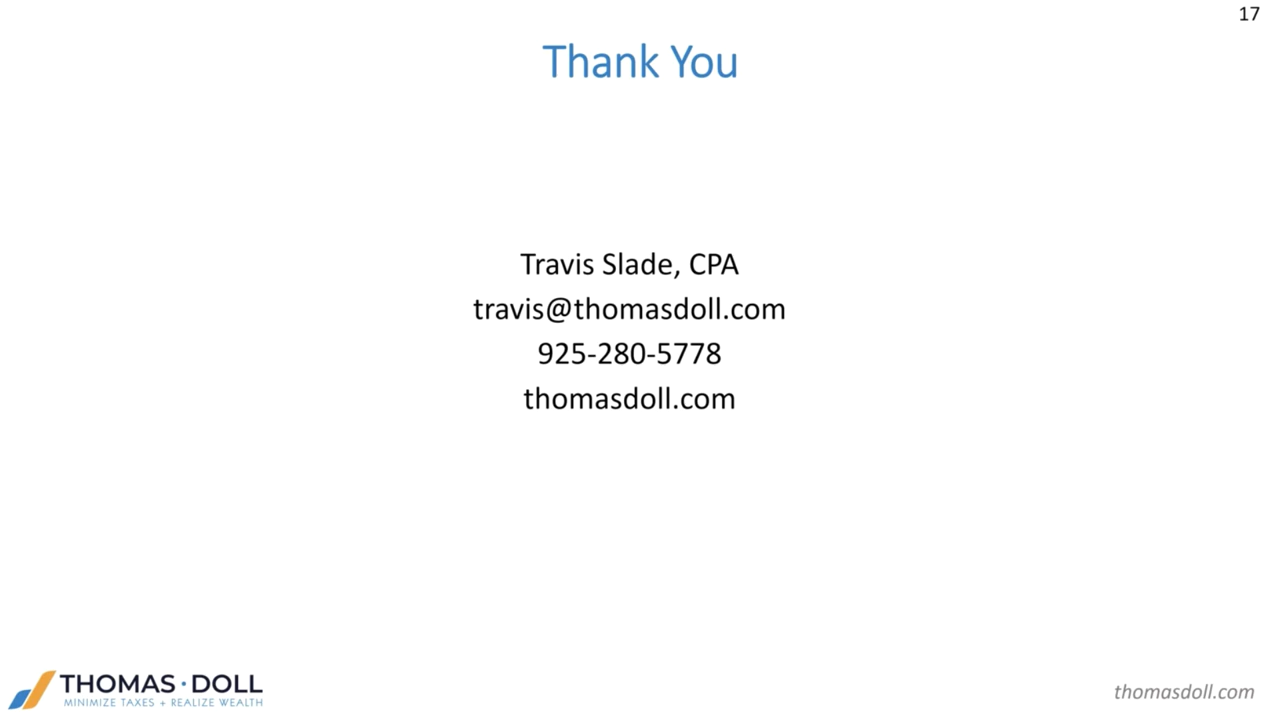 17
Thank You
Travis Slade, CPA
travis@thomasdoll.com
925-280-5778
thomasdoll.com
THOMAS·DOLL
MINIMIZE TAXES + REALIZE WEALTH
thomasdoll.com